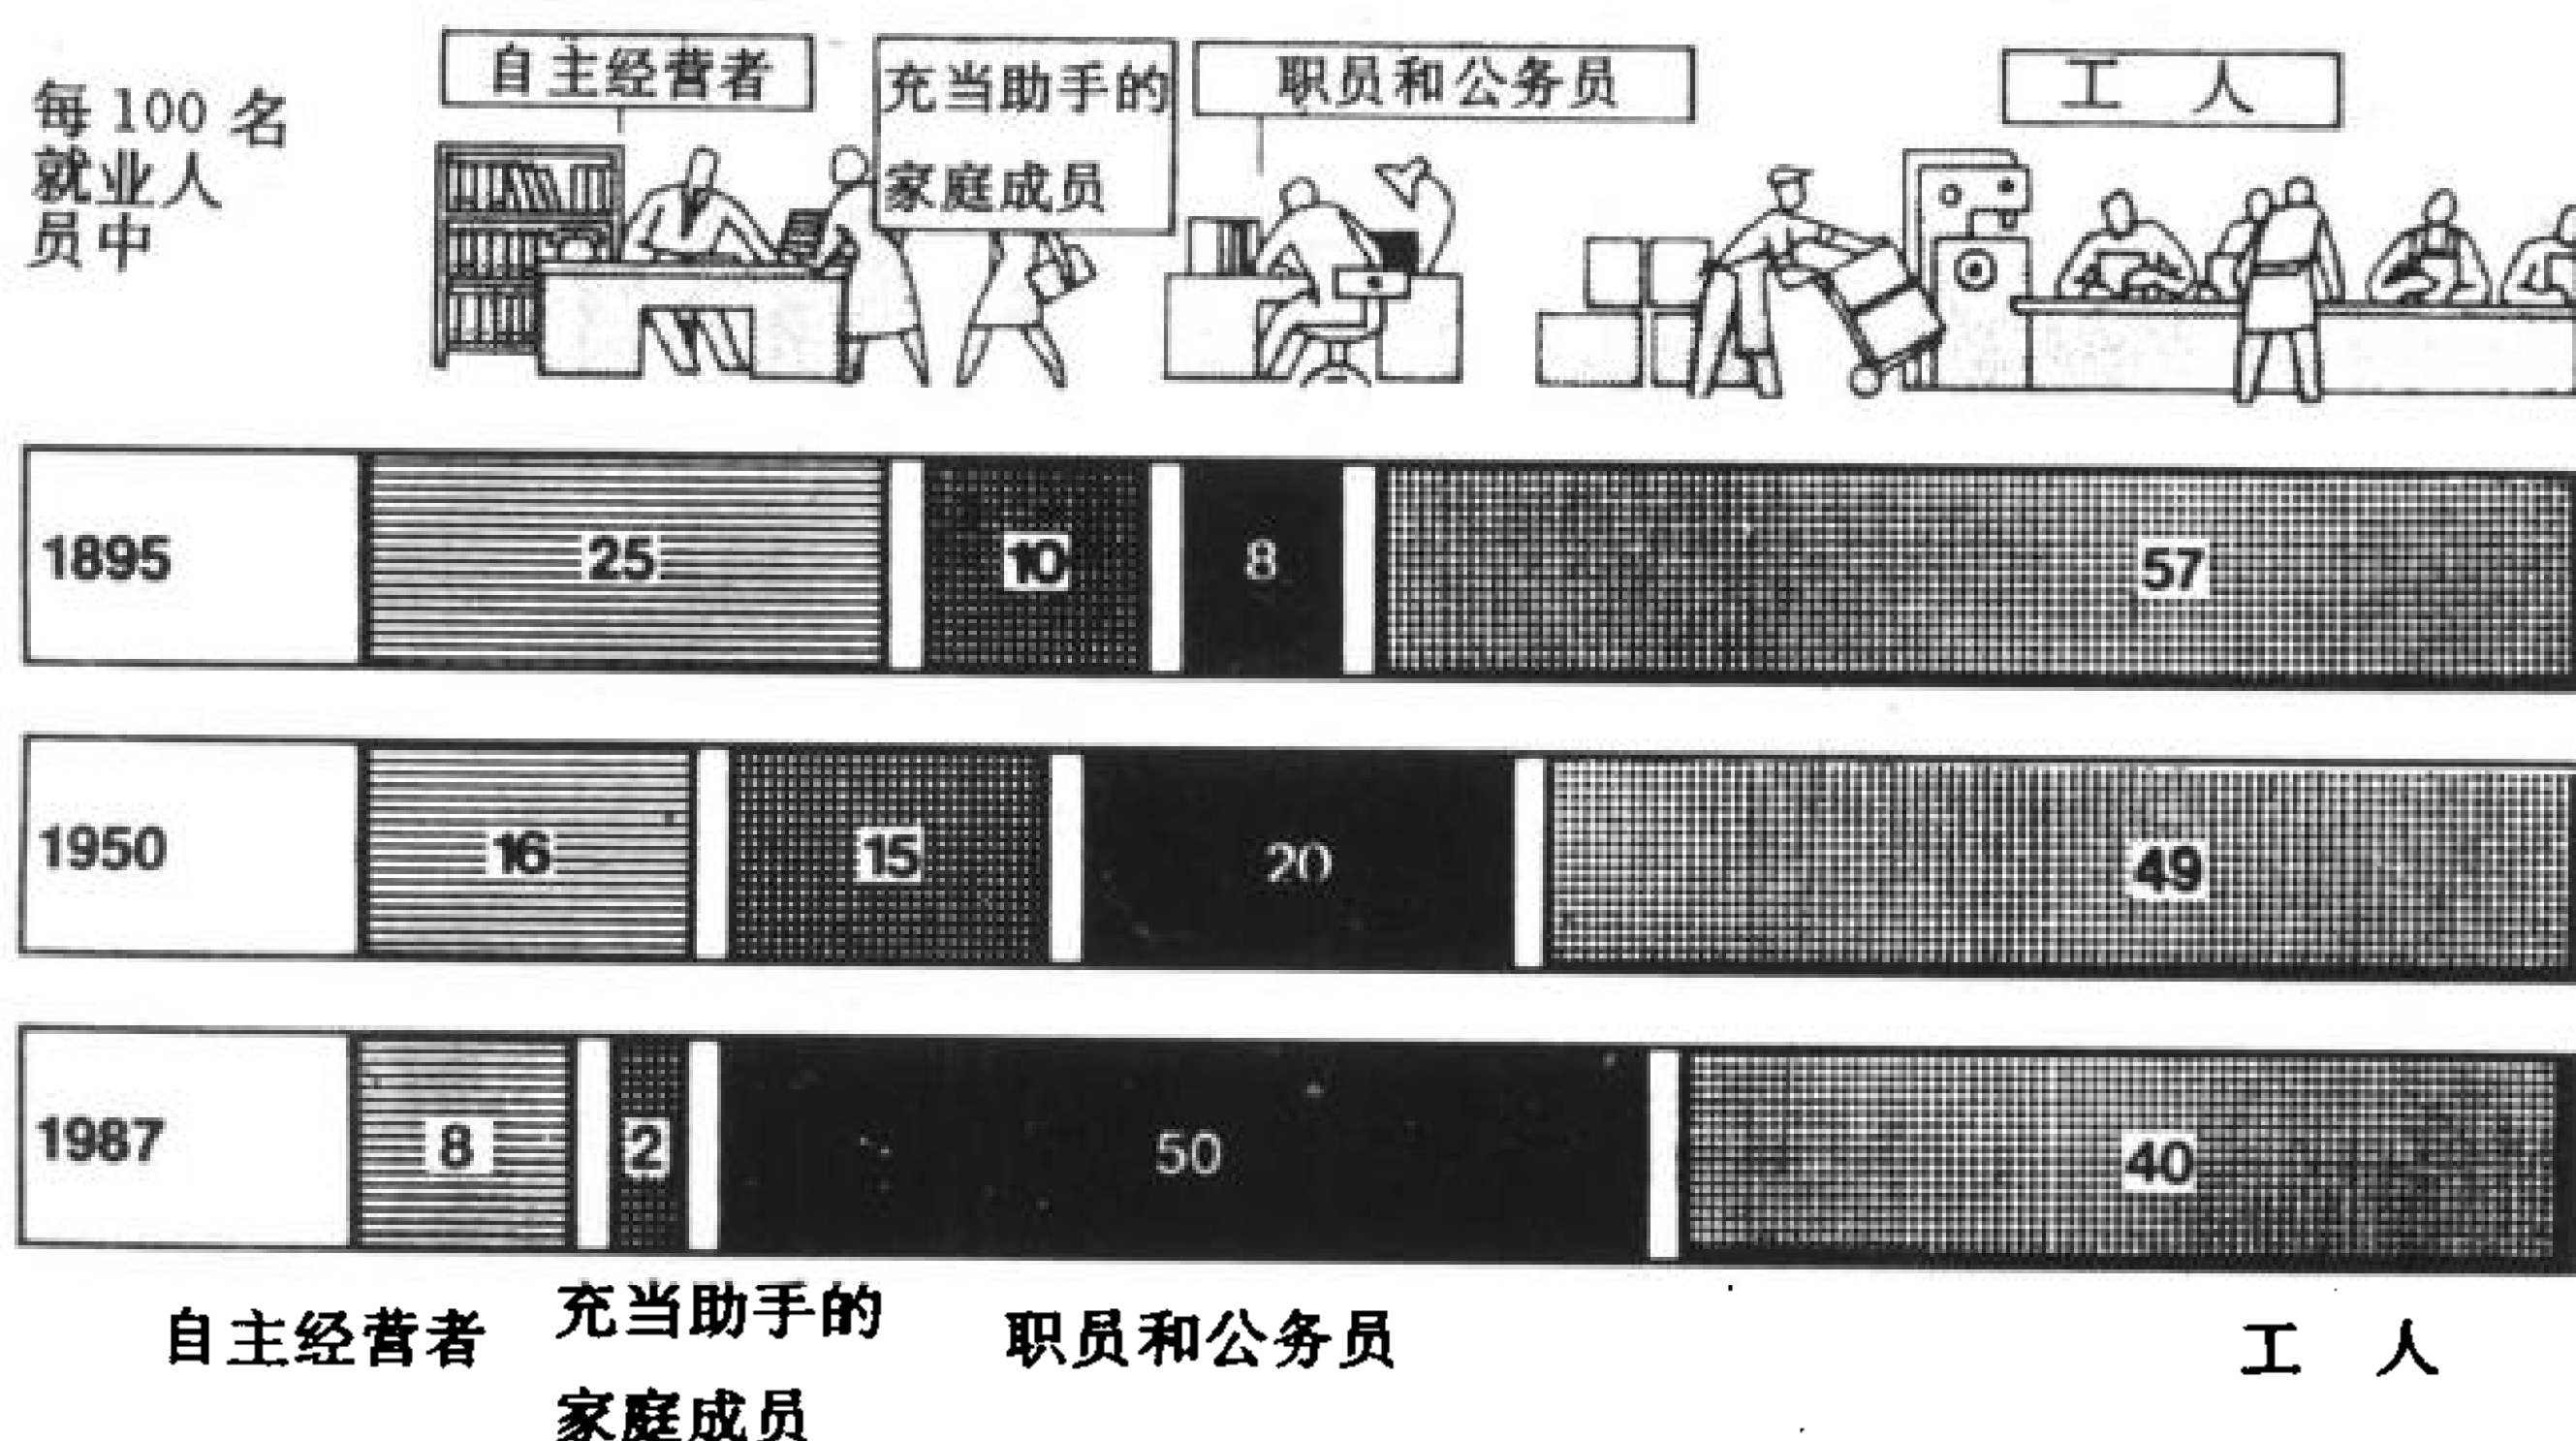 每 100 名
就业人
员中
自主经营者
充当助手的
家庭成员
职员和公务员
工 人
1895 25 10 8 57
1950 16 15 20 49
1987 8 2 50 40
自主经营者
充当助手的
家庭成员
职员和公务员
工 人